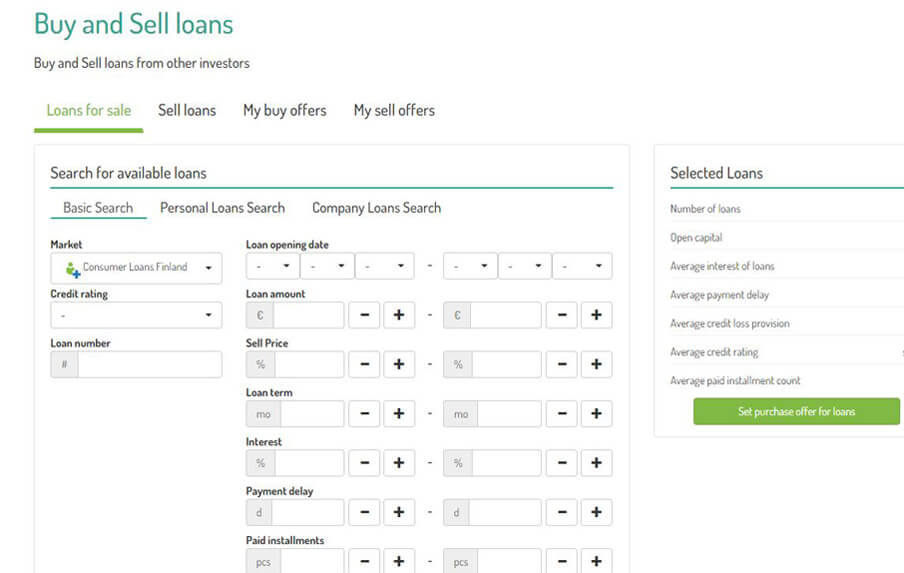 Buy and Sell loans
Buy and Sell loans from other investors
Loans for sale Sell loans My buy offers My sell offers
Search for available loans
Basic Search Personal Loans Search Company Loans Search
Market
Consumer Loans Finland
Credit rating
-
Loan number
#
Loan opening date
- - - - - - -
Loan amount
€ - €
Sell Price
% - %
Loan term
mo - mo
Interest
% - %
Payment delay
d - d
Paid installments
pcs - pcs
Selected Loans
Number of loans
Open capital
Average interest of loans
Average payment delay
Average credit loss provision
Average credit rating
Average paid installment count
Set purchase offer for loans